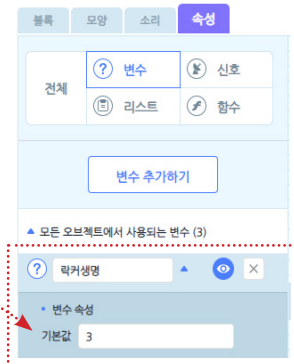 블록 모양 소리 속성
전체 ? 변수 신호
리스트 f 함수
변수 추가하기
▲ 모든 오브젝트에서 사용되는 변수 (3)
? 락커생명 ▲ ×
• 변수 속성
기본값 3